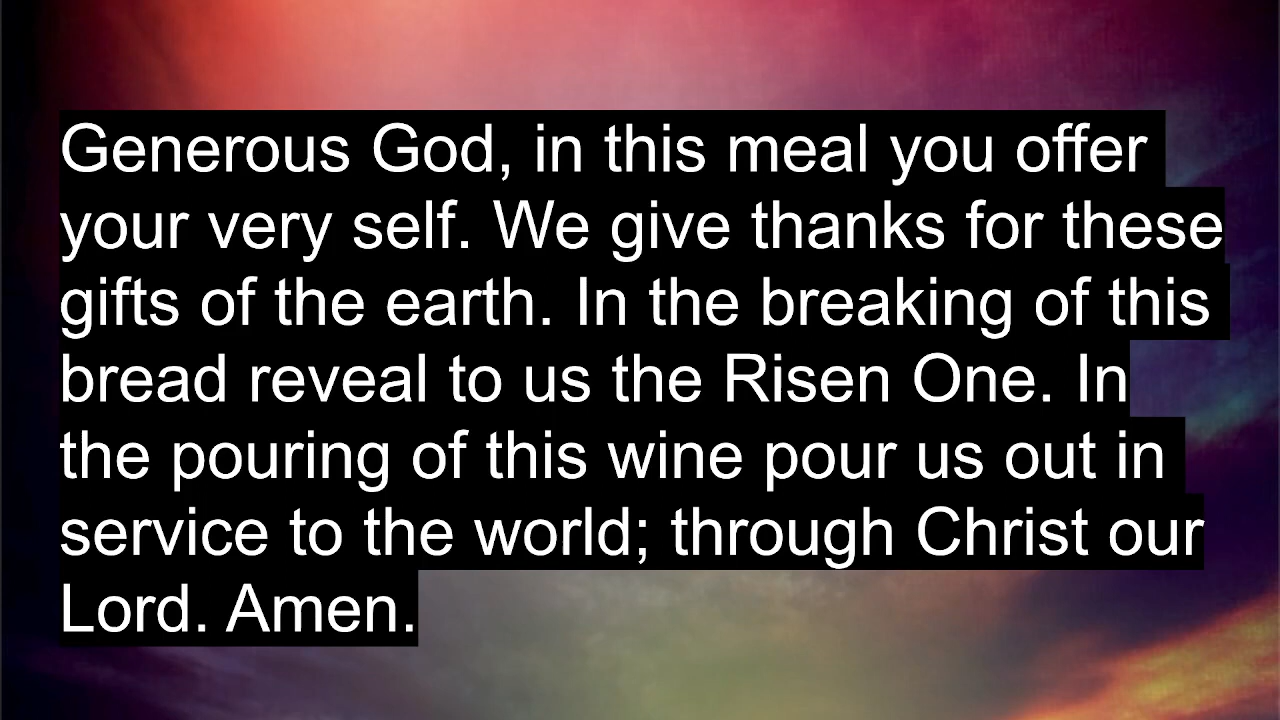 Generous God, in this meal you offer
your very self. We give thanks for these
gifts of the earth. In the breaking of this
bread reveal to us the Risen One. In
the pouring of this wine pour us out in
service to the world; through Christ our
Lord. Amen.